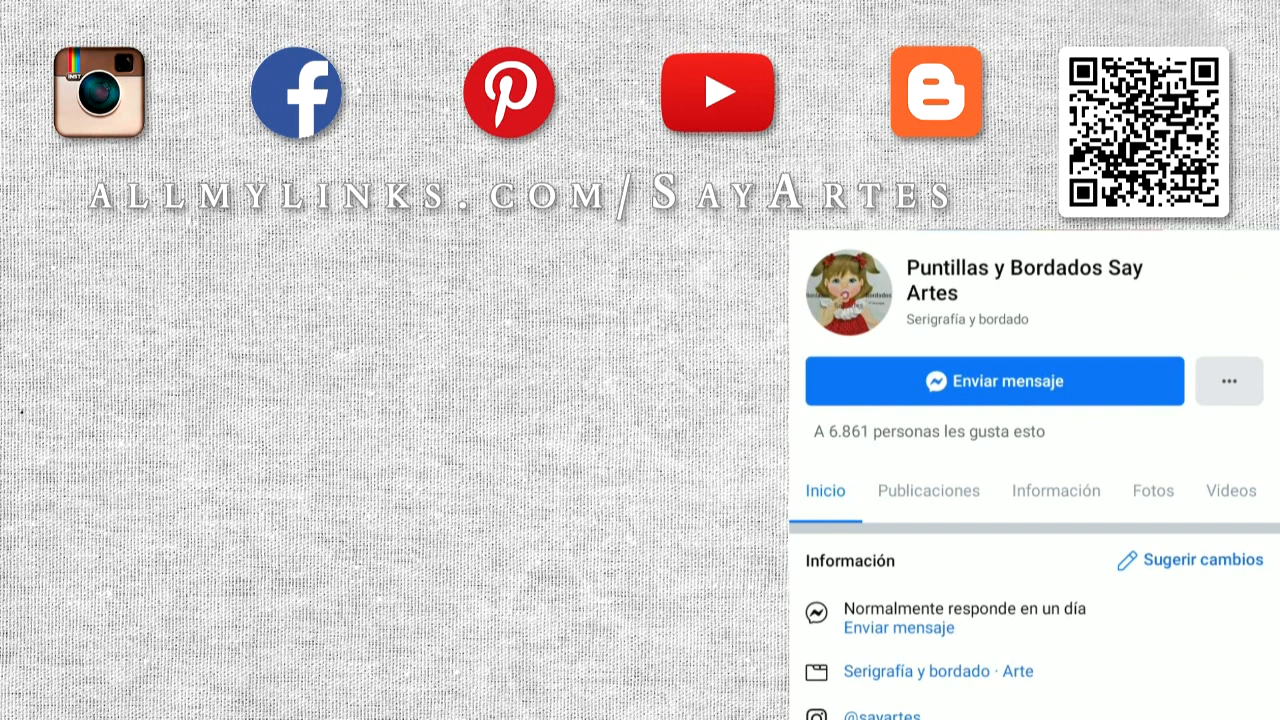 allmylinks.com/SayArtes
Puntillas y Bordados Say
Artes
Serigrafía y bordado
Enviar mensaje
A 6.861 personas les gusta esto
Inicio Publicaciones Información Fotos Videos
Información
Sugerir cambios
Normalmente responde en un día
Enviar mensaje
Serigrafía y bordado · Arte
@sayartes